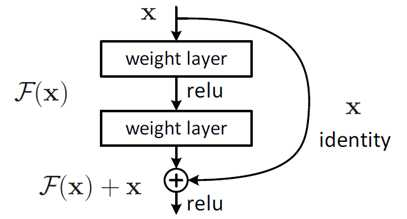 x
weight layer
relu
F(x)
weight layer
x
identity
F(x) + x
+
relu